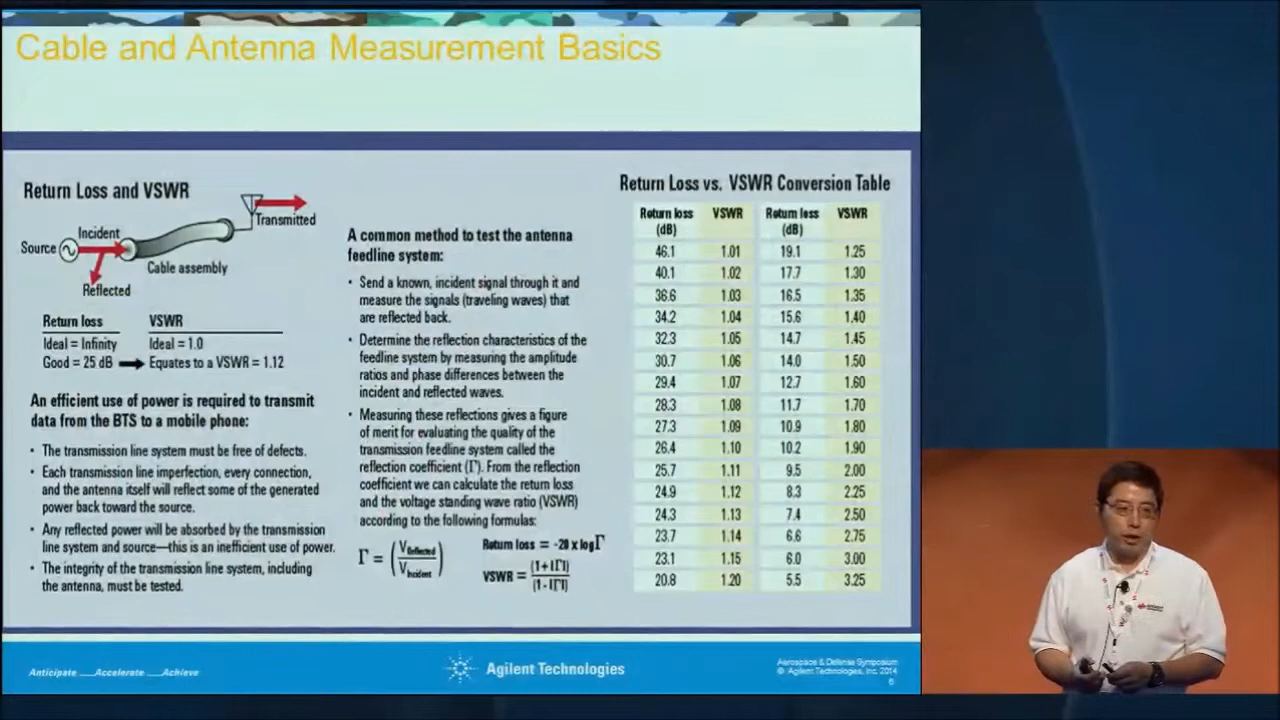 Cable and Antenna Measurement Basics
Return Loss and VSWR
Transmitted
Incident
Source
Cable assembly
Reflected
Return loss VSWR
Ideal = Infinity Ideal = 1.0
Good = 25 dB Equates to a VSWR = 1.12
An efficient use of power is required to transmit
data from the BTS to a mobile phone:
• The transmission line system must be free of defects.
• Each transmission line imperfection, every connection,
and the antenna itself will reflect some of the generated
power back toward the source.
• Any reflected power will be absorbed by the transmission
line system and source—this is an inefficient use of power.
• The integrity of the transmission line system, including
the antenna, must be tested.
A common method to test the antenna
feedline system:
• Send a known, incident signal through it and
measure the signals (traveling waves) that
are reflected back.
• Determine the reflection characteristics of the
feedline system by measuring the amplitude
ratios and phase differences between the
incident and reflected waves.
• Measuring these reflections gives a figure
of merit for evaluating the quality of the
transmission feedline system called the
reflection coefficient (Γ). From the reflection
coefficient we can calculate the return loss
and the voltage standing wave ratio (VSWR)
according to the following formulas:
Γ = (V Reflected / V Incident)
Return loss = -20 x log Γ
VSWR = (1+|Γ|) / (1-|Γ|)
Return Loss vs. VSWR Conversion Table
Return loss (dB) VSWR Return loss (dB) VSWR
46.1 1.01 19.1 1.25
40.1 1.02 17.7 1.30
36.6 1.03 16.5 1.35
34.2 1.04 15.6 1.40
32.3 1.05 14.7 1.45
30.7 1.06 14.0 1.50
29.4 1.07 12.7 1.60
28.3 1.08 11.7 1.70
27.3 1.09 10.9 1.80
26.4 1.10 10.2 1.90
25.7 1.11 9.5 2.00
24.9 1.12 8.3 2.25
24.3 1.13 7.4 2.50
23.7 1.14 6.6 2.75
23.1 1.15 6.0 3.00
20.8 1.20 5.5 3.25
Anticipate __Accelerate __Achieve
Agilent Technologies
Aerospace & Defense Symposium
© Agilent Technologies, Inc. 2014
6